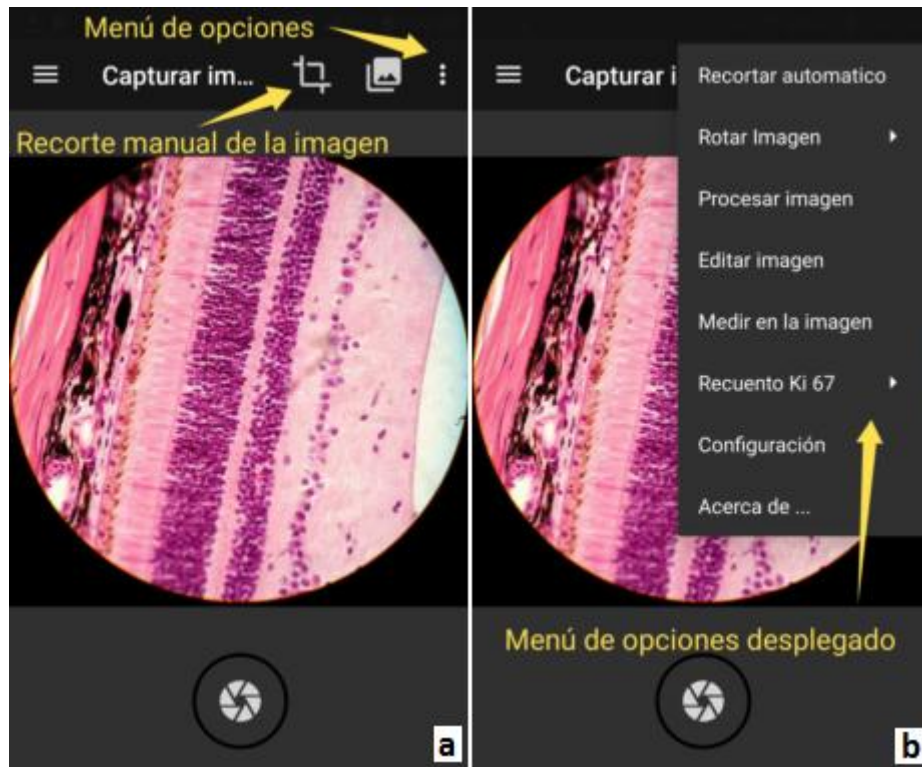 Menú de opciones
Capturar im...
Recorte manual de la imagen
a
Capturar i
Recortar automatico
Rotar Imagen
Procesar imagen
Editar imagen
Medir en la imagen
Recuento Ki 67
Configuración
Acerca de ...
Menú de opciones desplegado
b